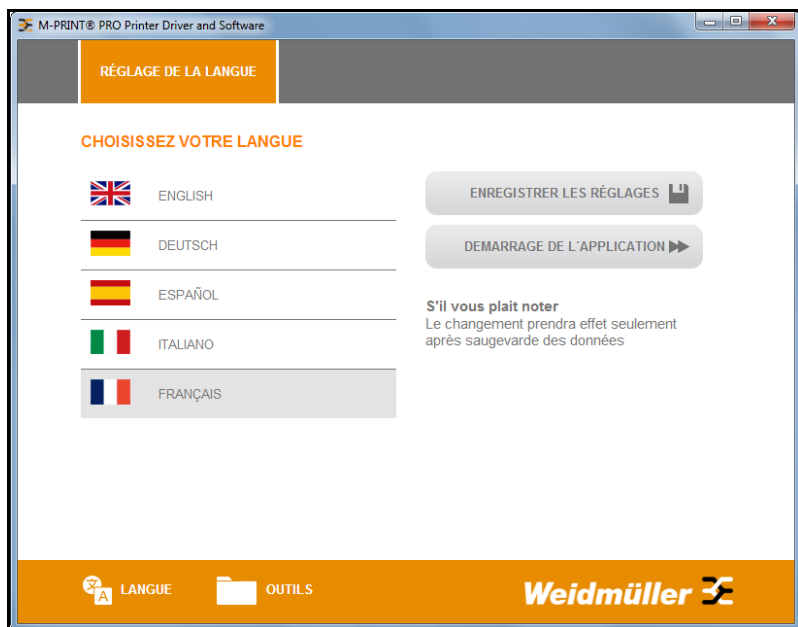 M-PRINT® PRO Printer Driver and Software
RÉGLAGE DE LA LANGUE
CHOISISSEZ VOTRE LANGUE
ENGLISH
DEUTSCH
ESPAÑOL
ITALIANO
FRANÇAIS
ENREGISTRER LES RÉGLAGES
DEMARRAGE DE L'APPLICATION
S'il vous plait noter
Le changement prendra effet seulement
après saugevarde des données
LANGUE
OUTILS
Weidmüller